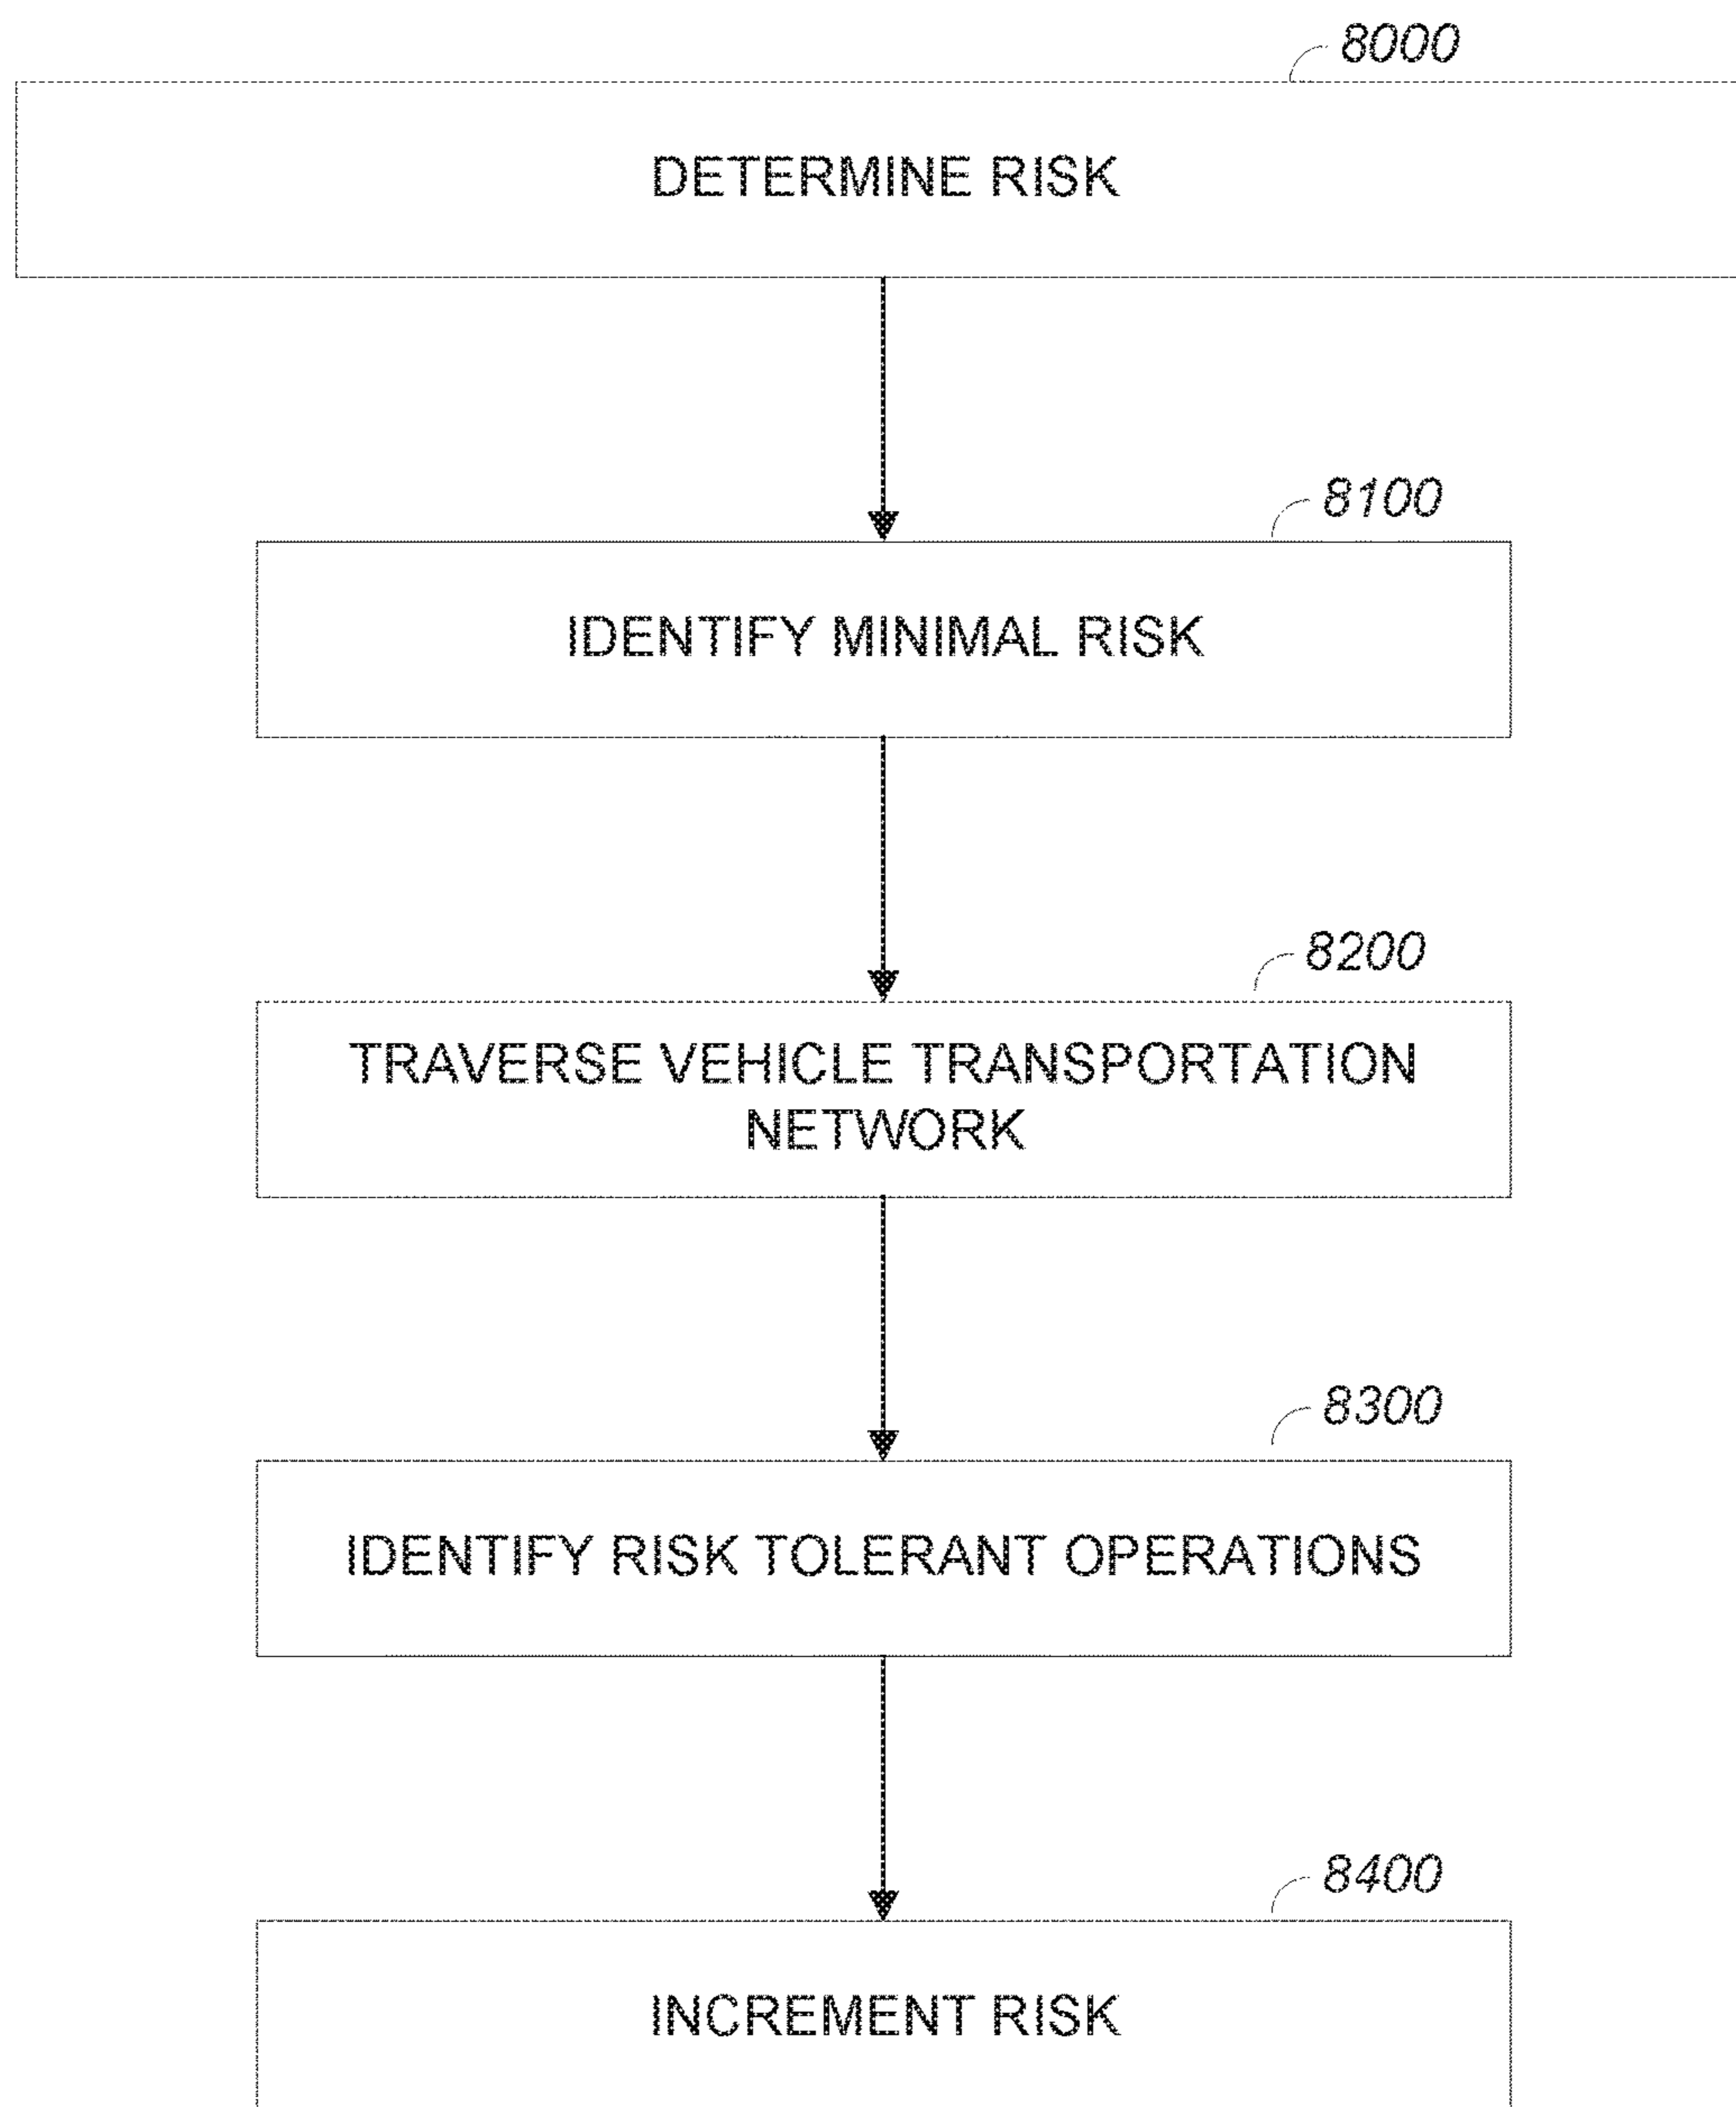 8000
DETERMINE RISK
8100
IDENTIFY MINIMAL RISK
8200
TRAVERSE VEHICLE TRANSPORTATION
NETWORK
8300
IDENTIFY RISK TOLERANT OPERATIONS
8400
INCREMENT RISK